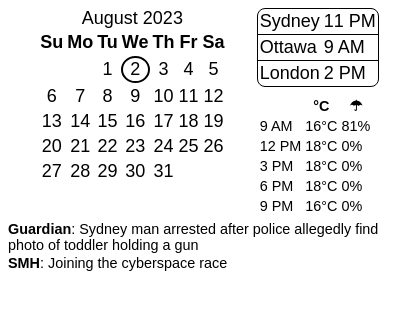 August 2023
Su Mo Tu We Th Fr Sa
1 2 3 4 5
6 7 8 9 10 11 12
13 14 15 16 17 18 19
20 21 22 23 24 25 26
27 28 29 30 31
Sydney 11 PM
Ottawa 9 AM
London 2 PM
°C ☂
9 AM 16°C 81%
12 PM 18°C 0%
3 PM 18°C 0%
6 PM 18°C 0%
9 PM 16°C 0%
Guardian: Sydney man arrested after police allegedly find
photo of toddler holding a gun
SMH: Joining the cyberspace race